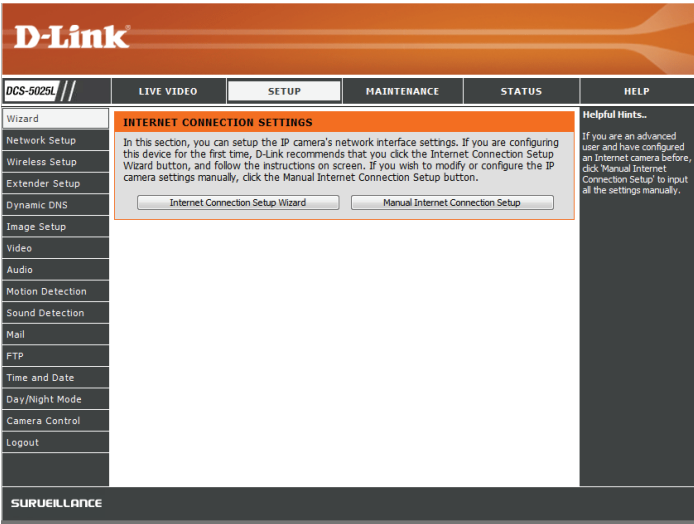 D-Link
DCS-5025L
LIVE VIDEO
SETUP
MAINTENANCE
STATUS
HELP
Wizard
Network Setup
Wireless Setup
Extender Setup
Dynamic DNS
Image Setup
Video
Audio
Motion Detection
Sound Detection
Mail
FTP
Time and Date
Day/Night Mode
Camera Control
Logout
INTERNET CONNECTION SETTINGS
In this section, you can setup the IP camera's network interface settings. If you are configuring
this device for the first time, D-Link recommends that you click the Internet Connection Setup
Wizard button, and follow the instructions on screen. If you wish to modify or configure the IP
camera settings manually, click the Manual Internet Connection Setup button.
Internet Connection Setup Wizard
Manual Internet Connection Setup
Helpful Hints..
If you are an advanced
user and have configured
an Internet camera before,
click 'Manual Internet
Connection Setup' to input
all the settings manually.
SURVEILLANCE